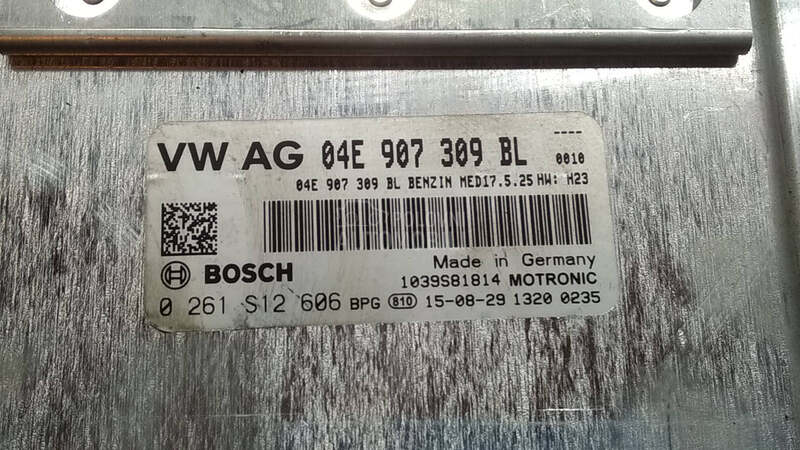 VW AG 04E 907 309 BL
----
0010
04E 907 309 BL BENZIN MED17.5.25 HW: H23
Made in Germany
BOSCH
1039S81814 MOTRONIC
0 261 S12 606 BPG 810 15-08-29 1320 0235